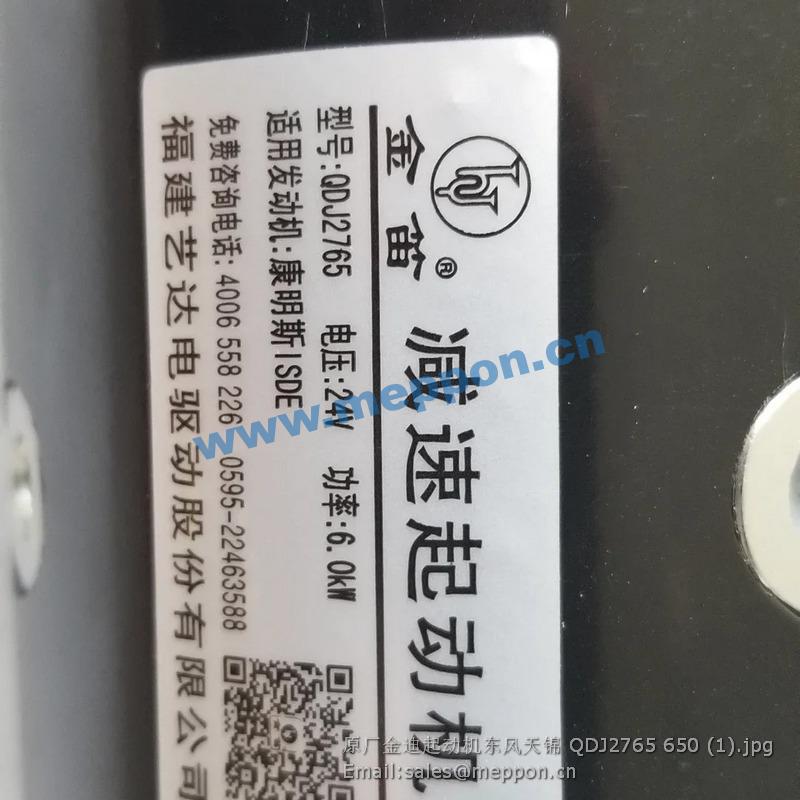 金笛®
减速起动机
型号:QDJ2765 电压:24v 功率:6.0kW
适用发动机:康明斯ISDE
免费咨询电话:4006 558 226 0595-22463588
福建艺达电驱动股份有限公司
www.meppon.cn
原厂金迪起动机东风天锦 QDJ2765 650 (1).jpg
Email:sales@meppon.cn